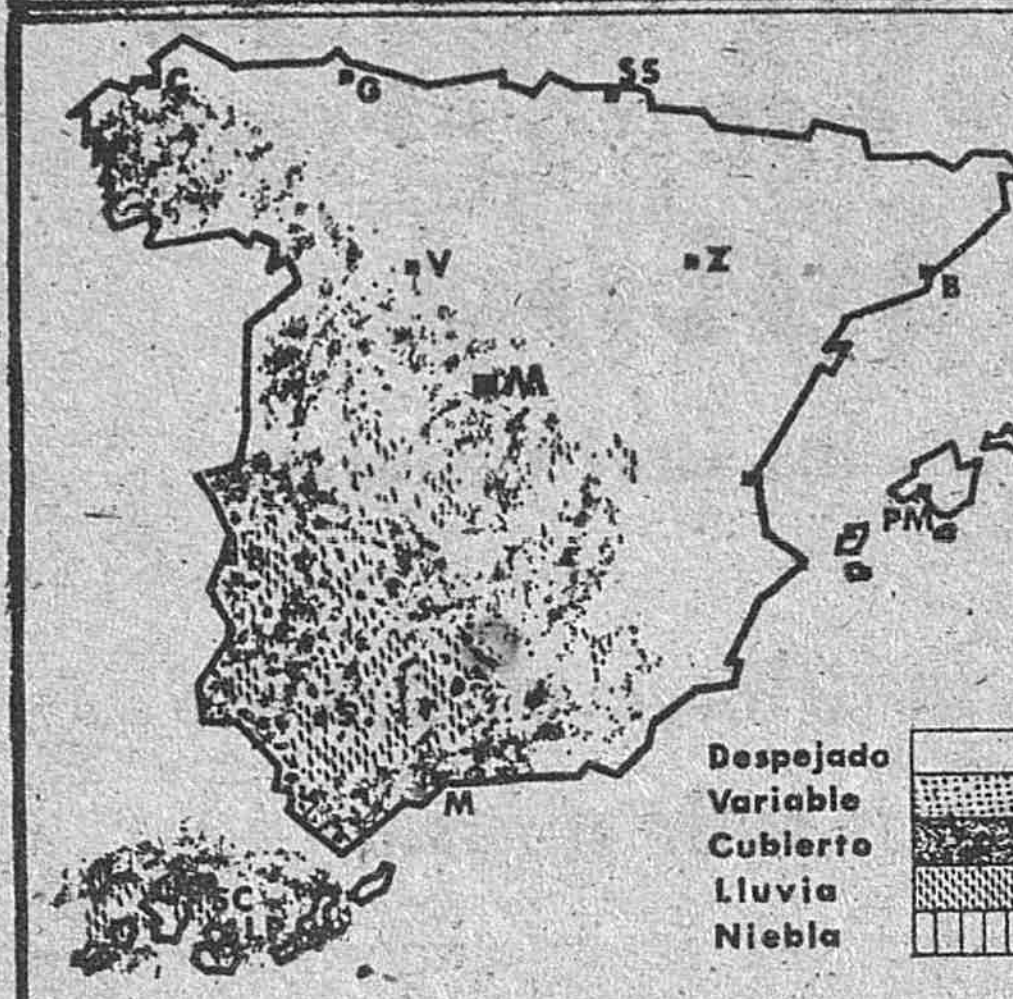 C
G
SS
V
Z
B
M
PM
S
M
SC
LP
Despejado
Variable
Cubierto
Lluvia
Niebla